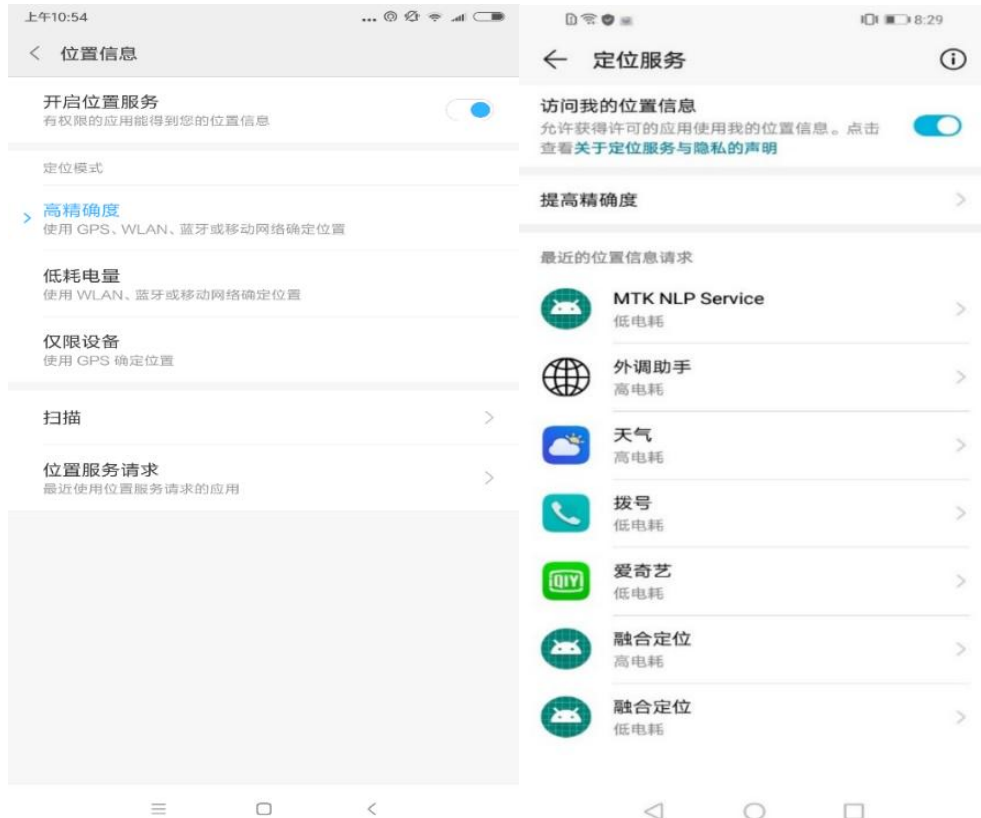 上午10:54
位置信息
开启位置服务
有权限的应用能得到您的位置信息
定位模式
高精确度
使用 GPS、WLAN、蓝牙或移动网络确定位置
低耗电量
使用 WLAN、蓝牙或移动网络确定位置
仅限设备
使用 GPS 确定位置
扫描
位置服务请求
最近使用位置服务请求的应用
8:29
定位服务
访问我的位置信息
允许获得许可的应用使用我的位置信息。点击
查看关于定位服务与隐私的声明
提高精确度
最近的位置信息请求
MTK NLP Service
低电耗
外调助手
高电耗
天气
高电耗
拨号
低电耗
QIY
爱奇艺
低电耗
融合定位
高电耗
融合定位
低电耗